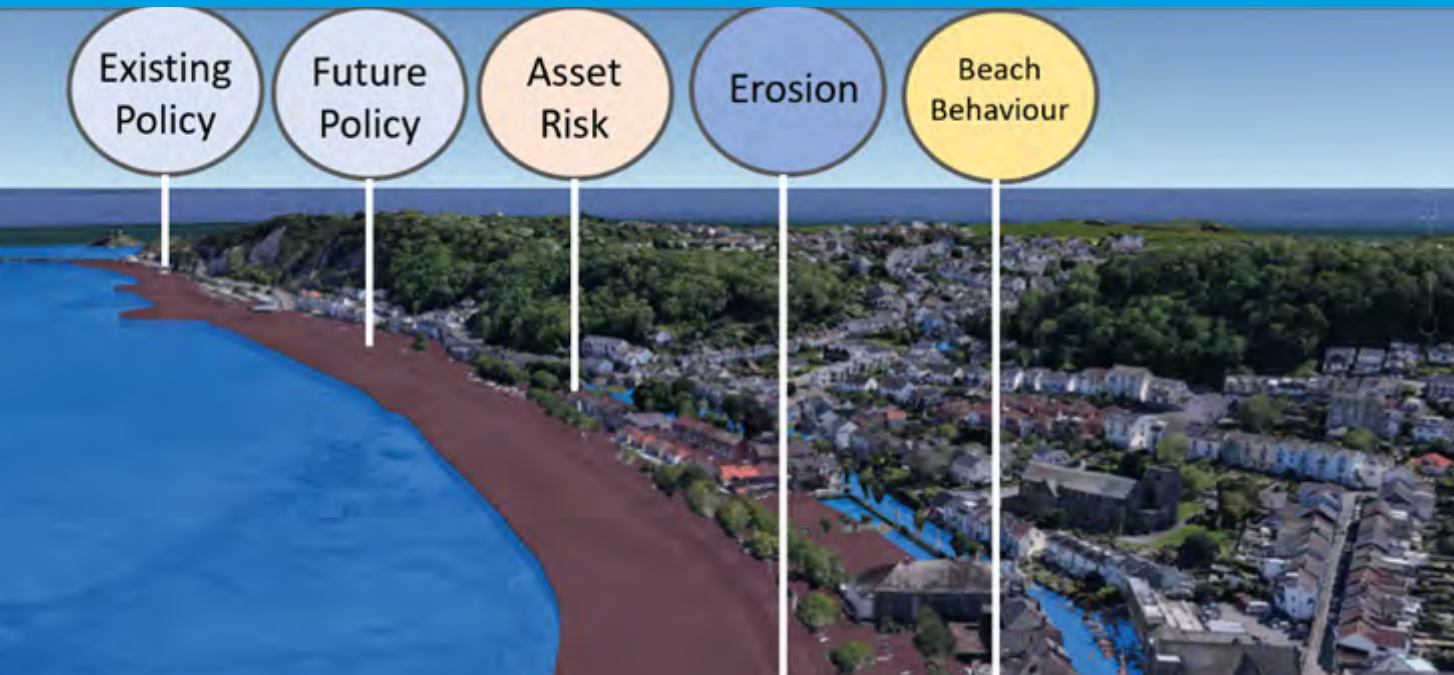 Existing
Policy
Future
Policy
Asset
Risk
Erosion
Beach
Behaviour